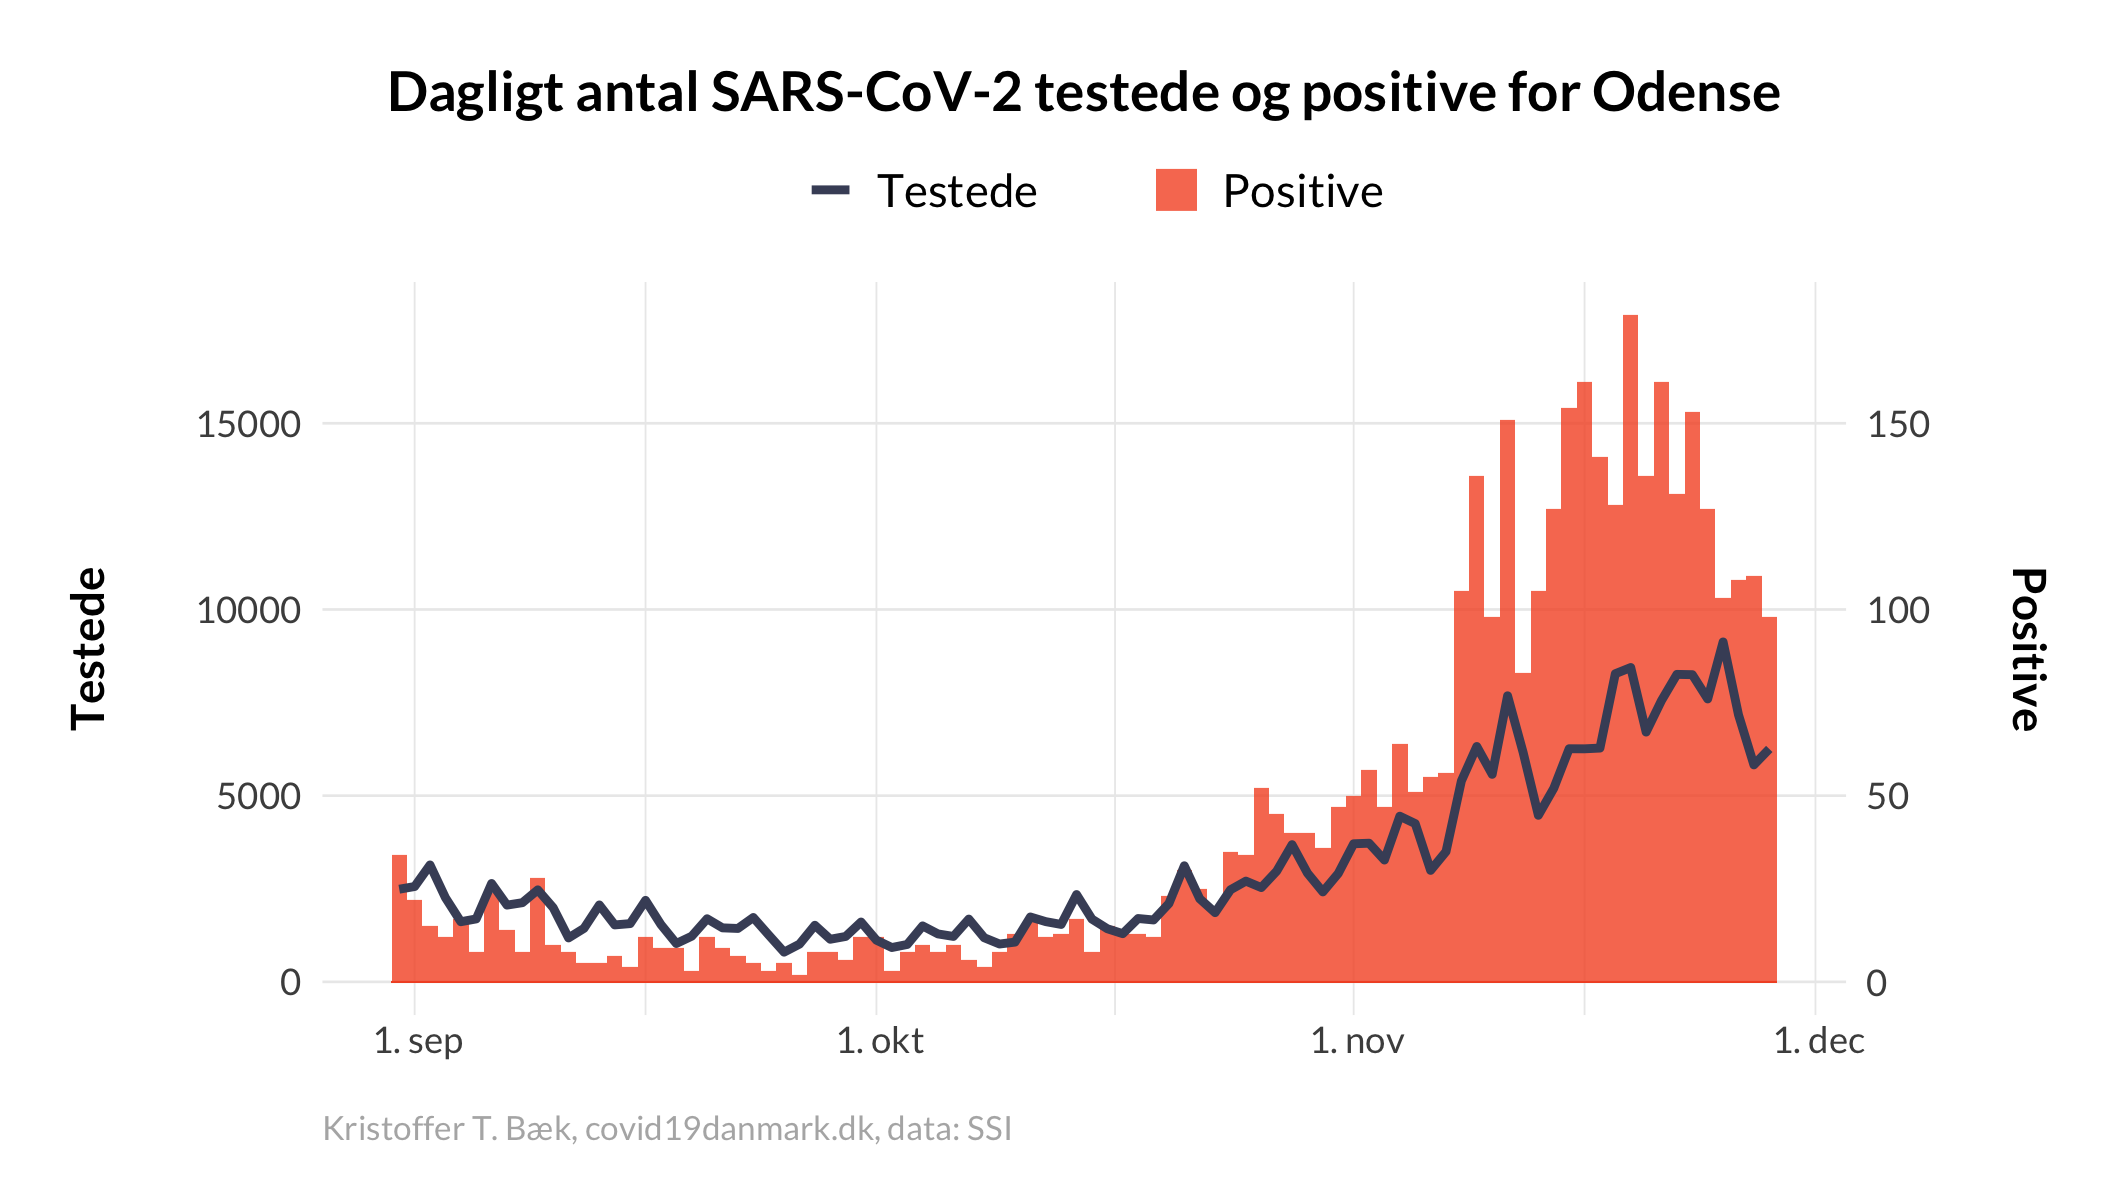 Dagligt antal SARS-CoV-2 testede og positive for Odense
Testede
Positive
15000
10000
5000
0
Testede
150
100
50
0
Positive
1. sep
1. okt
1. nov
1. dec
Kristoffer T. Bæk, covid19danmark.dk, data: SSI